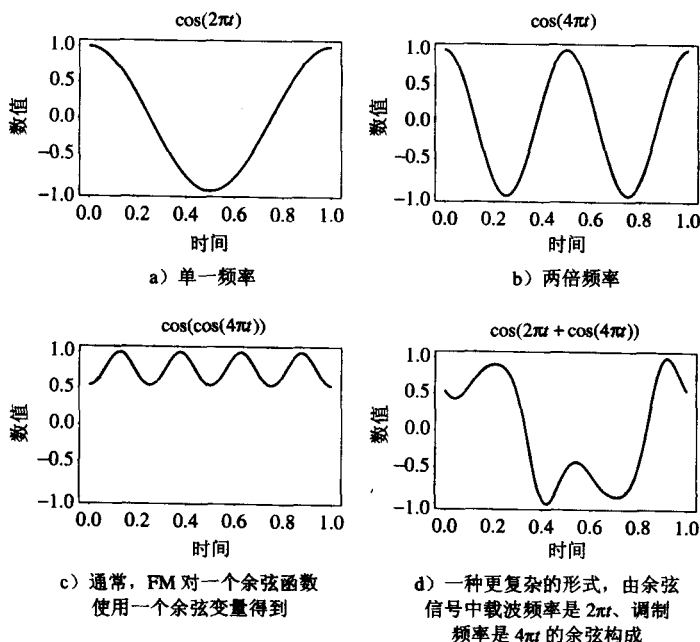 cos(2πt)
1.0
0.5
0.0
−0.5
−1.0
数值
0.0 0.2 0.4 0.6 0.8 1.0
时间
a）单一频率
cos(4πt)
1.0
0.5
0.0
−0.5
−1.0
数值
0.0 0.2 0.4 0.6 0.8 1.0
时间
b）两倍频率
cos(cos(4πt))
1.0
0.5
0.0
−0.5
−1.0
数值
0.0 0.2 0.4 0.6 0.8 1.0
时间
c）通常，FM 对一个余弦函数
使用一个余弦变量得到
cos(2πt + cos(4πt))
1.0
0.5
0.0
−0.5
−1.0
数值
0.0 0.2 0.4 0.6 0.8 1.0
时间
d）一种更复杂的形式，由余弦
信号中载波频率是 2πt、调制
频率是 4πt 的余弦构成